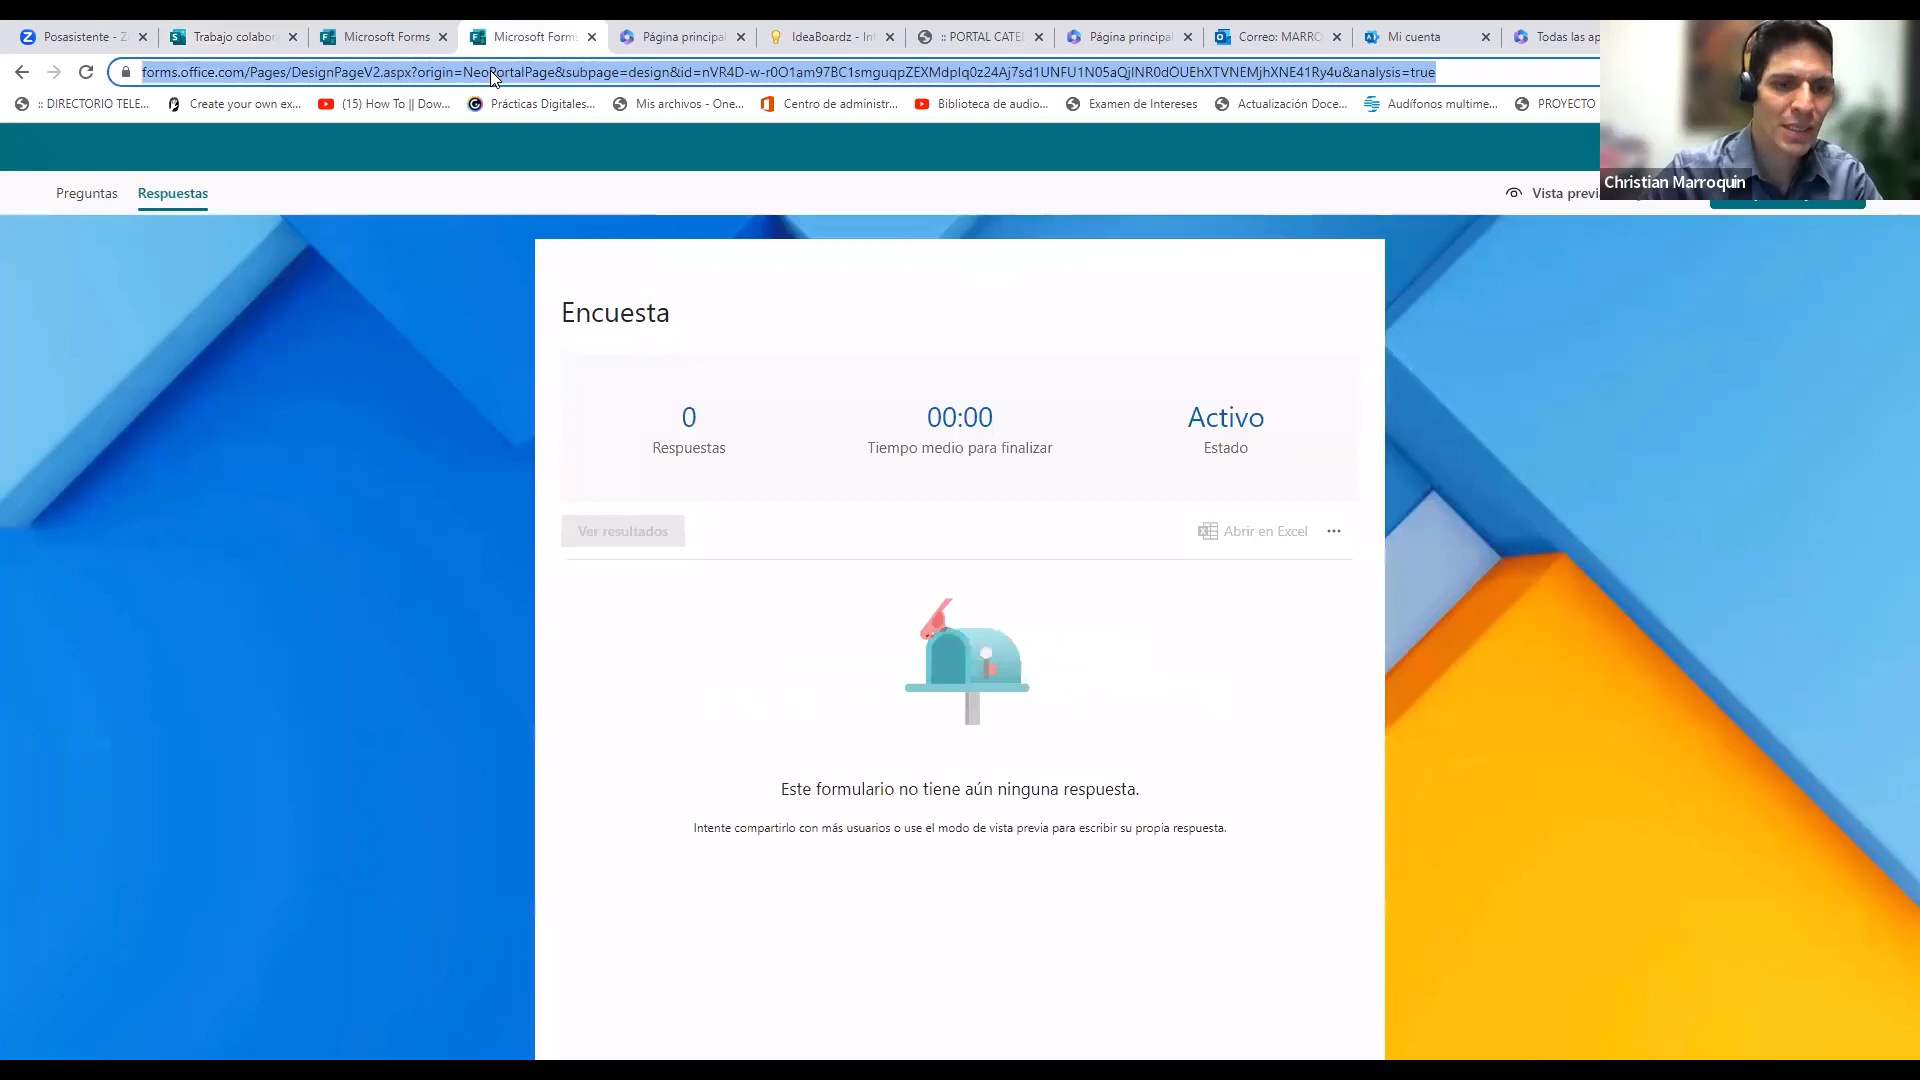 Posasistente - Z
Trabajo colabor
Microsoft Forms
Microsoft Forms
Página principal
IdeaBoardz - Int
:: PORTAL CATED
Página principal
Correo: MARRO
Mi cuenta
Todas las ap
forms.office.com/Pages/DesignPageV2.aspx?origin=NeoPortalPage&subpage=design&id=nVR4D-w-r0O1am97BC1smguqpZEXMdpIq0z24Aj7sd1UNFU1N05aQjlNR0dOUEhXTVNEMjhXNE41Ry4u&analysis=true
:: DIRECTORIO TELE...
Create your own ex...
(15) How To || Dow...
Prácticas Digitales...
Mis archivos - One...
Centro de administr...
Biblioteca de audio...
Examen de Intereses
Actualización Doce...
Audífonos multime...
PROYECTO
Christian Marroquin
Preguntas
Respuestas
Vista previ
Encuesta
0
00:00
Activo
Respuestas
Tiempo medio para finalizar
Estado
Ver resultados
Abrir en Excel
Este formulario no tiene aún ninguna respuesta.
Intente compartirlo con más usuarios o use el modo de vista previa para escribir su propia respuesta.